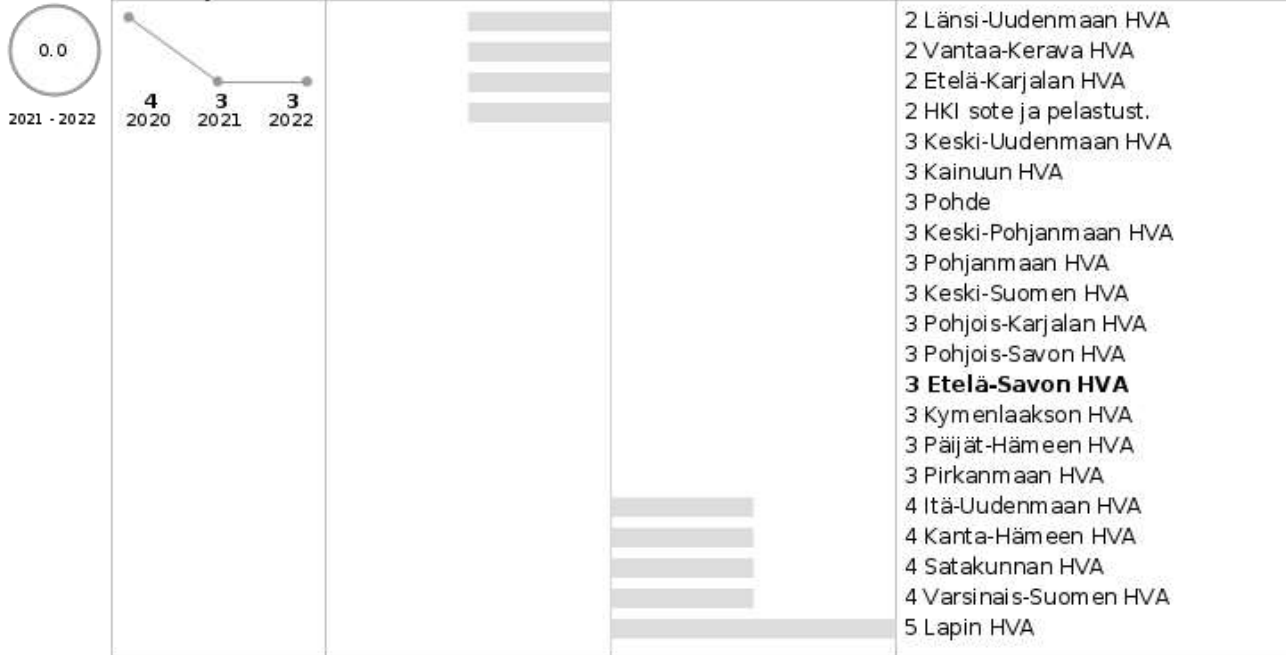 0.0
2021 - 2022
4 3 3
2020 2021 2022
2 Länsi-Uudenmaan HVA
2 Vantaa-Kerava HVA
2 Etelä-Karjalan HVA
2 HKI sote ja pelastust.
3 Keski-Uudenmaan HVA
3 Kainuun HVA
3 Pohde
3 Keski-Pohjanmaan HVA
3 Pohjanmaan HVA
3 Keski-Suomen HVA
3 Pohjois-Karjalan HVA
3 Pohjois-Savon HVA
3 Etelä-Savon HVA
3 Kymenlaakson HVA
3 Päijät-Hämeen HVA
3 Pirkanmaan HVA
4 Itä-Uudenmaan HVA
4 Kanta-Hämeen HVA
4 Satakunnan HVA
4 Varsinais-Suomen HVA
5 Lapin HVA